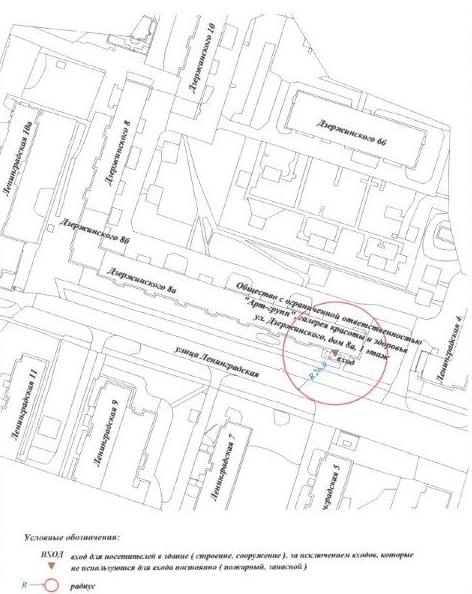 Дзержинского 10
Дзержинского 6б
Дзержинского 8
Ленинградская 10а
Дзержинского 8б
Дзержинского 8а
Общество с ограниченной ответственностью
"Арт-групп" галерея красоты и здоровья
ул. Дзержинского, дом 8а, 1 этаж
вход
R26,0
улица Ленинградская
Ленинградская 4
Ленинградская 11
Ленинградская 9
Ленинградская 7
Ленинградская 5
Условные обозначения:
ВХОД вход для посетителей в здание ( строение, сооружение ), за исключением входов, которые
не используются для входа постоянно ( пожарный, запасной )
R радиус